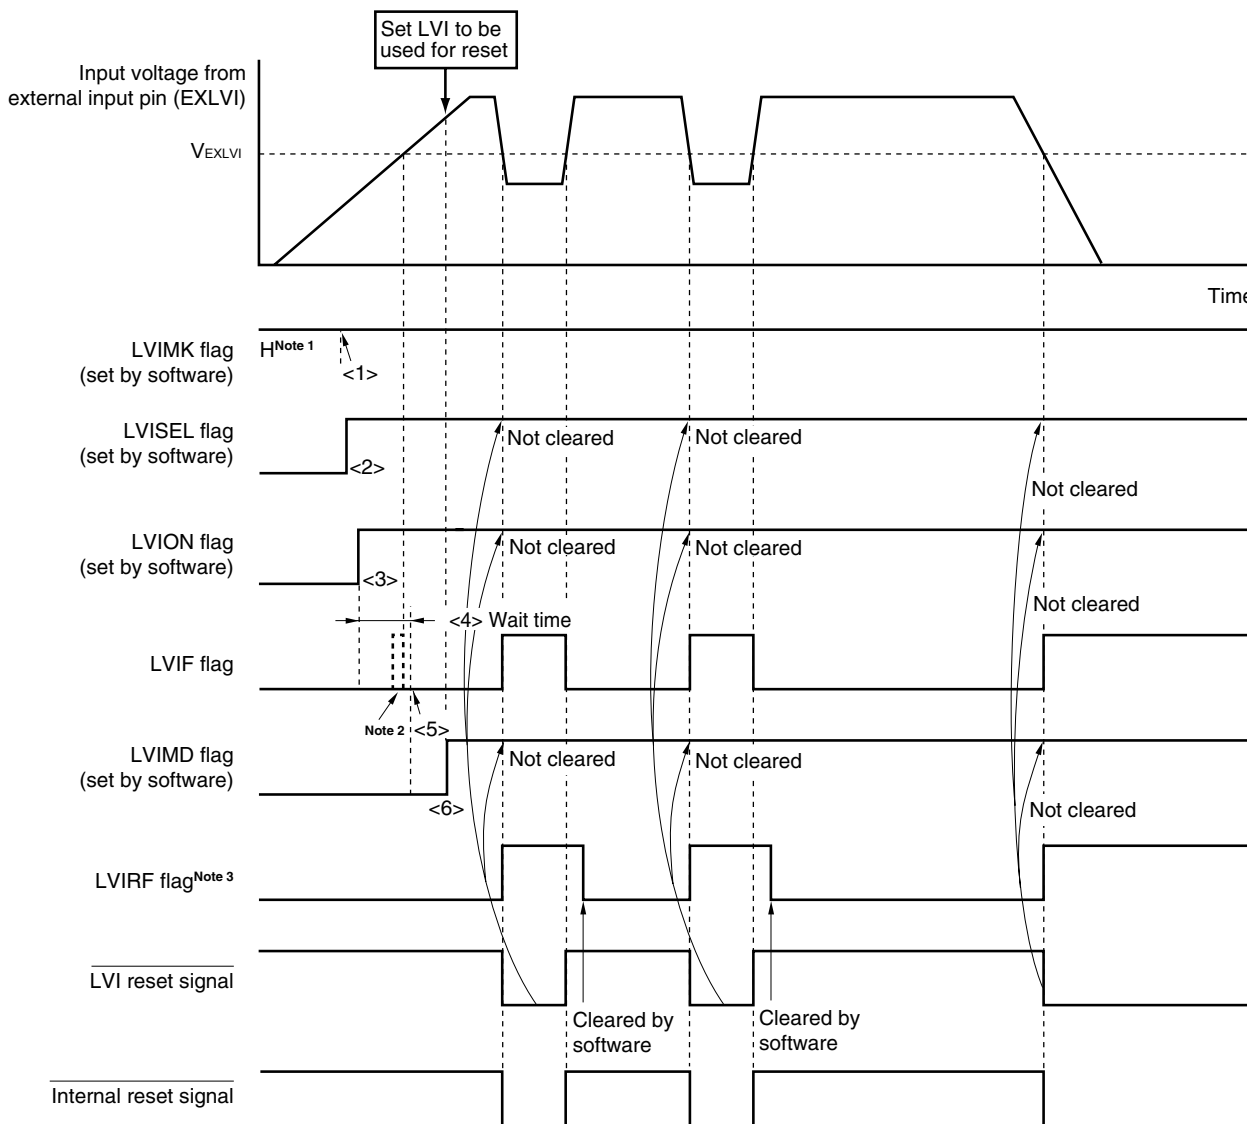 Set LVI to be
used for reset
Input voltage from
external input pin (EXLVI)
VEXLVI
Time
LVIMK flag
(set by software)
HNote 1
<1>
LVISEL flag
(set by software)
<2>
Not cleared
Not cleared
Not cleared
LVION flag
(set by software)
<3>
Not cleared
Not cleared
Not cleared
<4> Wait time
LVIF flag
Note 2
<5>
LVIMD flag
(set by software)
<6>
Not cleared
Not cleared
Not cleared
LVIRF flagNote 3
LVI reset signal
Cleared by
software
Cleared by
software
Internal reset signal